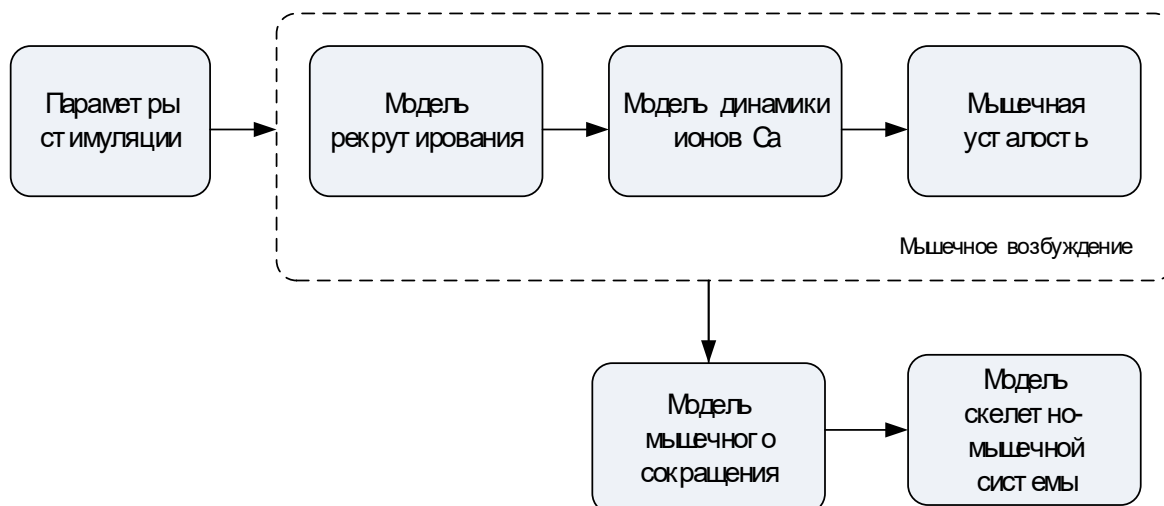 Параметры
стимуляции
Модель
рекрутирования
Модель динамики
ионов Ca
Мышечная
усталость
Мышечное возбуждение
Модель
мышечного
сокращения
Модель
скелетно-
мышечной
системы